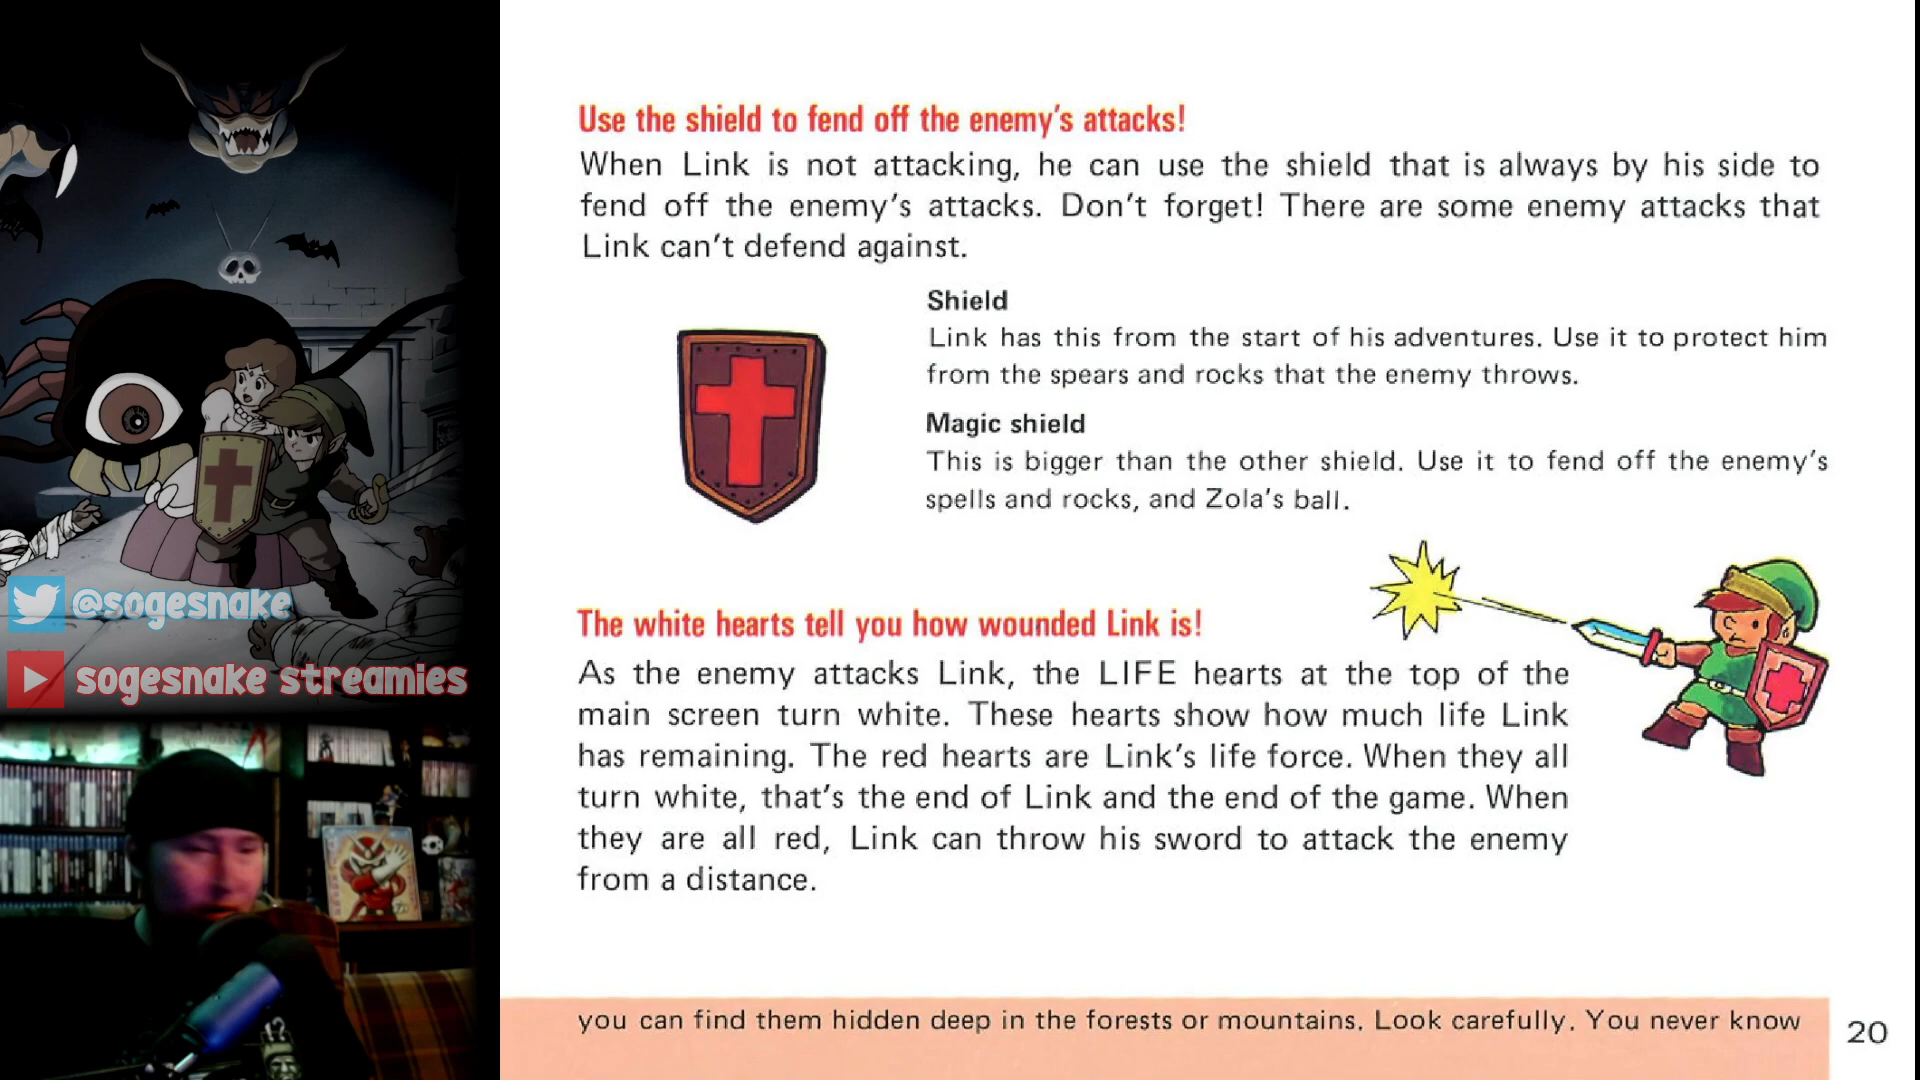 Use the shield to fend off the enemy's attacks!
When Link is not attacking, he can use the shield that is always by his side to
fend off the enemy's attacks. Don't forget! There are some enemy attacks that
Link can't defend against.
Shield
Link has this from the start of his adventures. Use it to protect him
from the spears and rocks that the enemy throws.
Magic shield
This is bigger than the other shield. Use it to fend off the enemy's
spells and rocks, and Zola's ball.
The white hearts tell you how wounded Link is!
As the enemy attacks Link, the LIFE hearts at the top of the
main screen turn white. These hearts show how much life Link
has remaining. The red hearts are Link's life force. When they all
turn white, that's the end of Link and the end of the game. When
they are all red, Link can throw his sword to attack the enemy
from a distance.
you can find them hidden deep in the forests or mountains. Look carefully. You never know
20
@sogesnake
sogesnake streamies